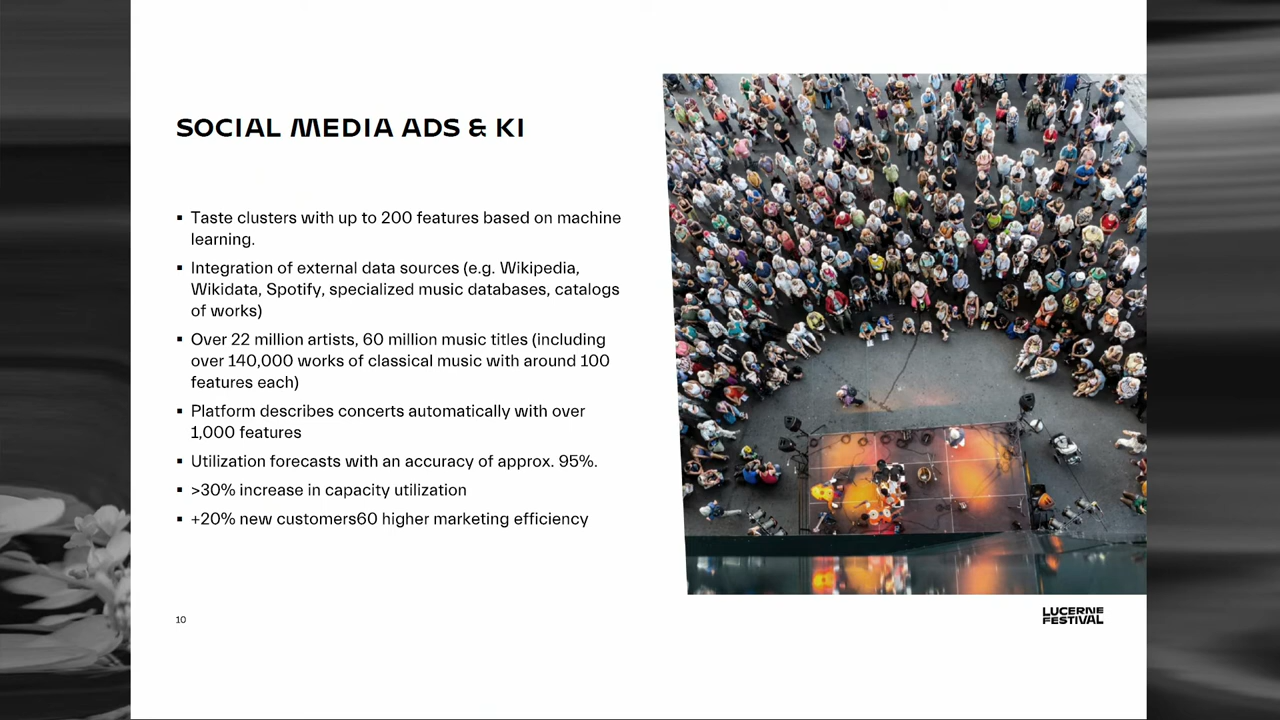 SOCIAL MEDIA ADS & KI
▪ Taste clusters with up to 200 features based on machine
learning.
▪ Integration of external data sources (e.g. Wikipedia,
Wikidata, Spotify, specialized music databases, catalogs
of works)
▪ Over 22 million artists, 60 million music titles (including
over 140,000 works of classical music with around 100
features each)
▪ Platform describes concerts automatically with over
1,000 features
▪ Utilization forecasts with an accuracy of approx. 95%.
▪ >30% increase in capacity utilization
▪ +20% new customers60 higher marketing efficiency
10
LUCERNE
FESTIVAL